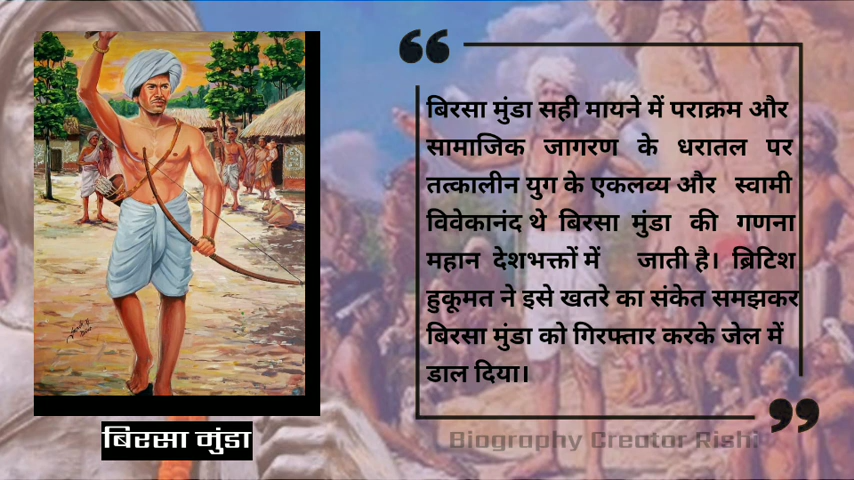 बिरसा मुंडा सही मायने में पराक्रम और
सामाजिक जागरण के धरातल पर
तत्कालीन युग के एकलव्य और स्वामी
विवेकानंद थे बिरसा मुंडा की गणना
महान देशभक्तों में जाती है। ब्रिटिश
हुकूमत ने इसे खतरे का संकेत समझकर
बिरसा मुंडा को गिरफ्तार करके जेल में
डाल दिया।
बिरसा मुंडा
Biography Creator Rishi